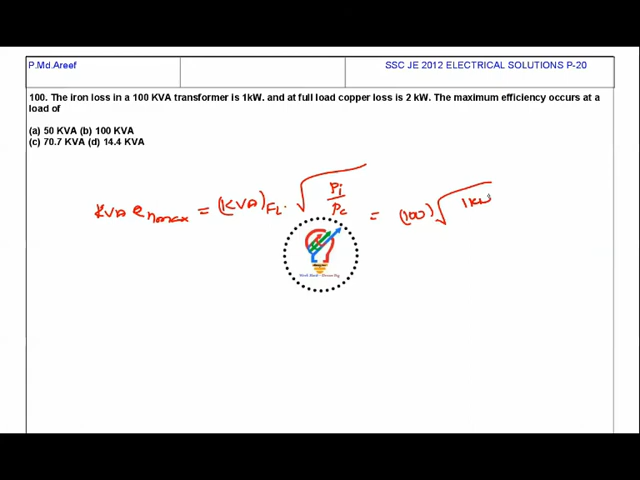 P.Md.Areef
SSC JE 2012 ELECTRICAL SOLUTIONS P-20
100. The iron loss in a 100 KVA transformer is 1kW. and at full load copper loss is 2 kW. The maximum efficiency occurs at a
load of
(a) 50 KVA (b) 100 KVA
(c) 70.7 KVA (d) 14.4 KVA
KVA @ ηmax = (KVA)FL. √(Pi/Pc) = (100) √1kW